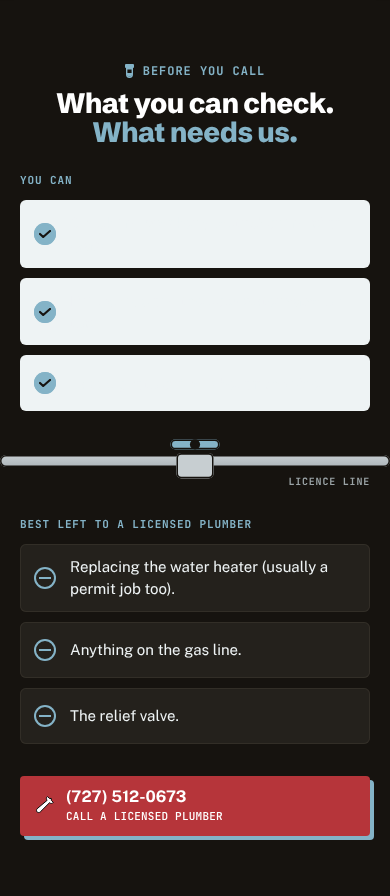 BEFORE YOU CALL
What you can check.
What needs us.
YOU CAN
LICENCE LINE
BEST LEFT TO A LICENSED PLUMBER
Replacing the water heater (usually a
permit job too).
Anything on the gas line.
The relief valve.
(727) 512-0673
CALL A LICENSED PLUMBER